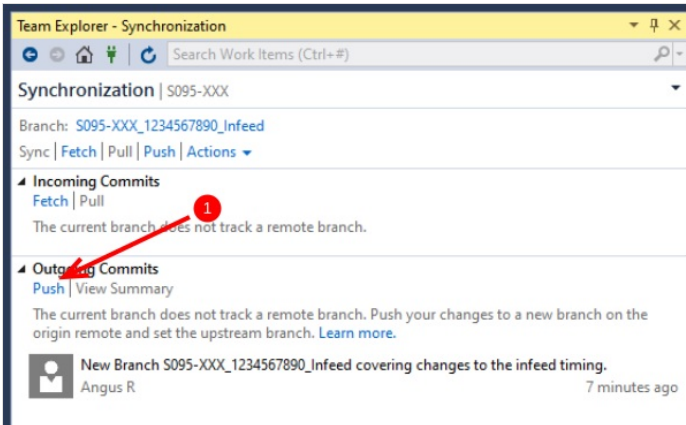 Team Explorer - Synchronization
Search Work Items (Ctrl+#)
Synchronization | S095-XXX
Branch: S095-XXX_1234567890_Infeed
Sync | Fetch | Pull | Push | Actions
Incoming Commits
Fetch | Pull
1
The current branch does not track a remote branch.
Outgoing Commits
Push | View Summary
The current branch does not track a remote branch. Push your changes to a new branch on the
origin remote and set the upstream branch. Learn more.
New Branch S095-XXX_1234567890_Infeed covering changes to the infeed timing.
Angus R 7 minutes ago